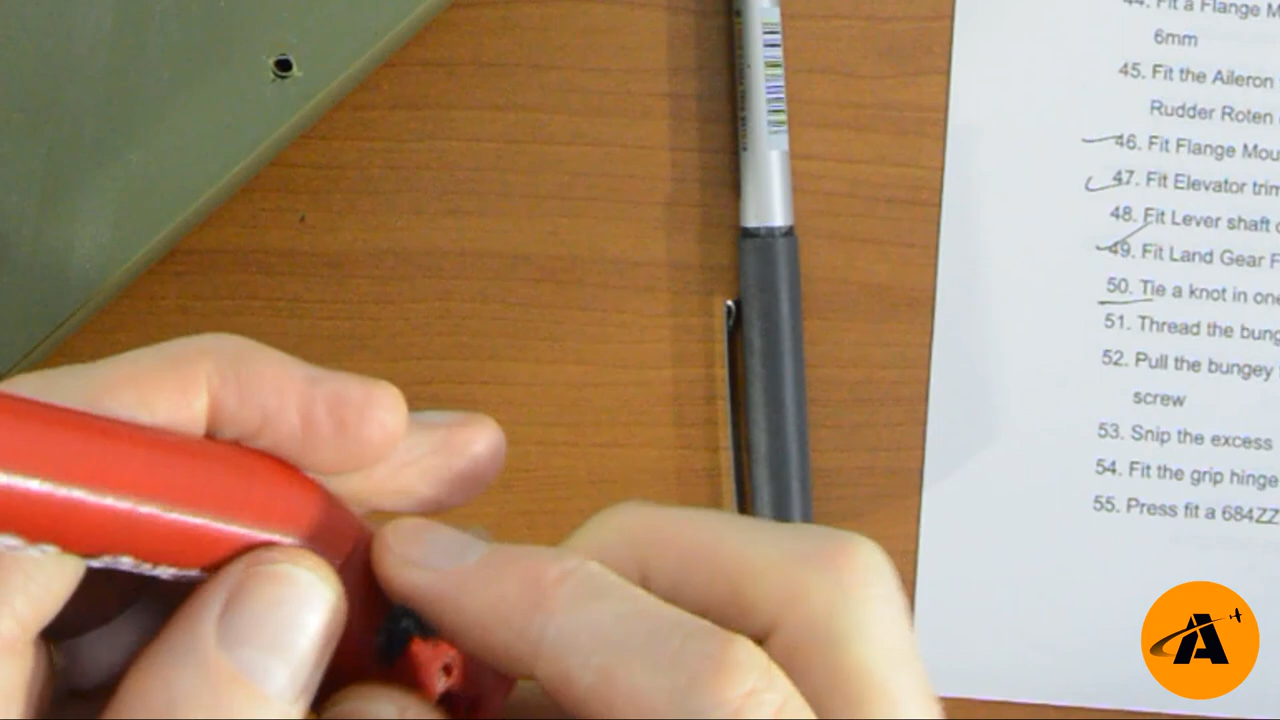 44. Fit a Flange M
6mm
45. Fit the Aileron
Rudder Roten
46. Fit Flange Mou
47. Fit Elevator trim
48. Fit Lever shaft
49. Fit Land Gear F
50. Tie a knot in one
51. Thread the bung
52. Pull the bungey
screw
53. Snip the excess
54. Fit the grip hinge
55. Press fit a 684ZZ
A